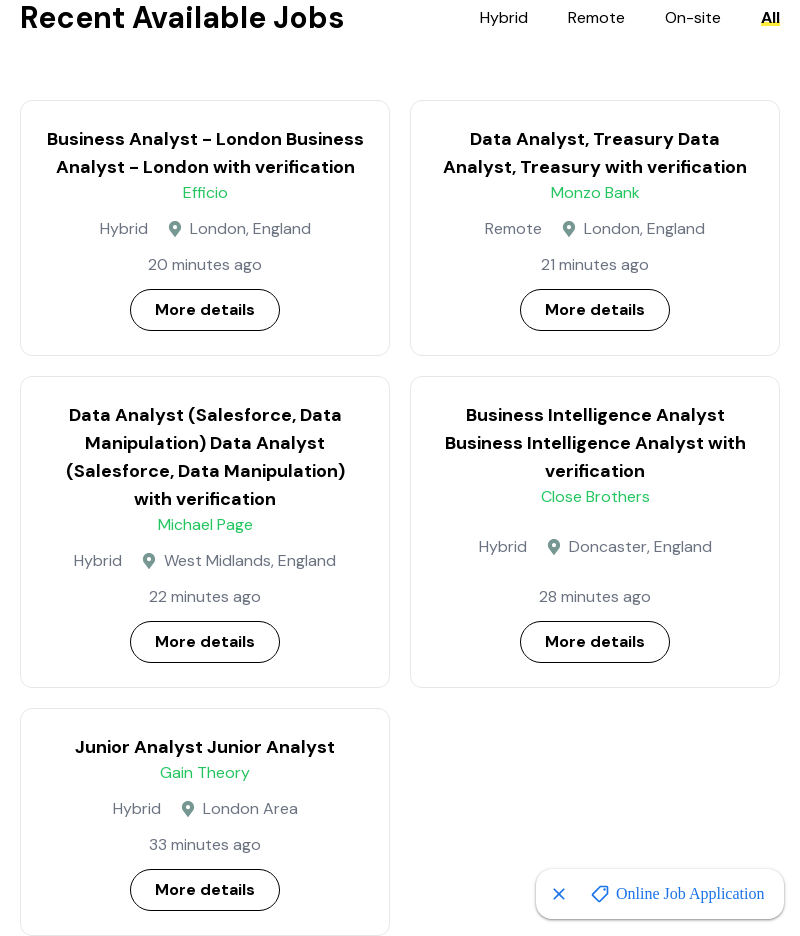 Recent Available Jobs
Hybrid
Remote
On-site
All
Business Analyst - London Business
Analyst - London with verification
Efficio
Hybrid
London, England
20 minutes ago
More details
Data Analyst, Treasury Data
Analyst, Treasury with verification
Monzo Bank
Remote
London, England
21 minutes ago
More details
Data Analyst (Salesforce, Data
Manipulation) Data Analyst
(Salesforce, Data Manipulation)
with verification
Michael Page
Hybrid
West Midlands, England
22 minutes ago
More details
Business Intelligence Analyst
Business Intelligence Analyst with
verification
Close Brothers
Hybrid
Doncaster, England
28 minutes ago
More details
Junior Analyst Junior Analyst
Gain Theory
Hybrid
London Area
33 minutes ago
More details
Online Job Application